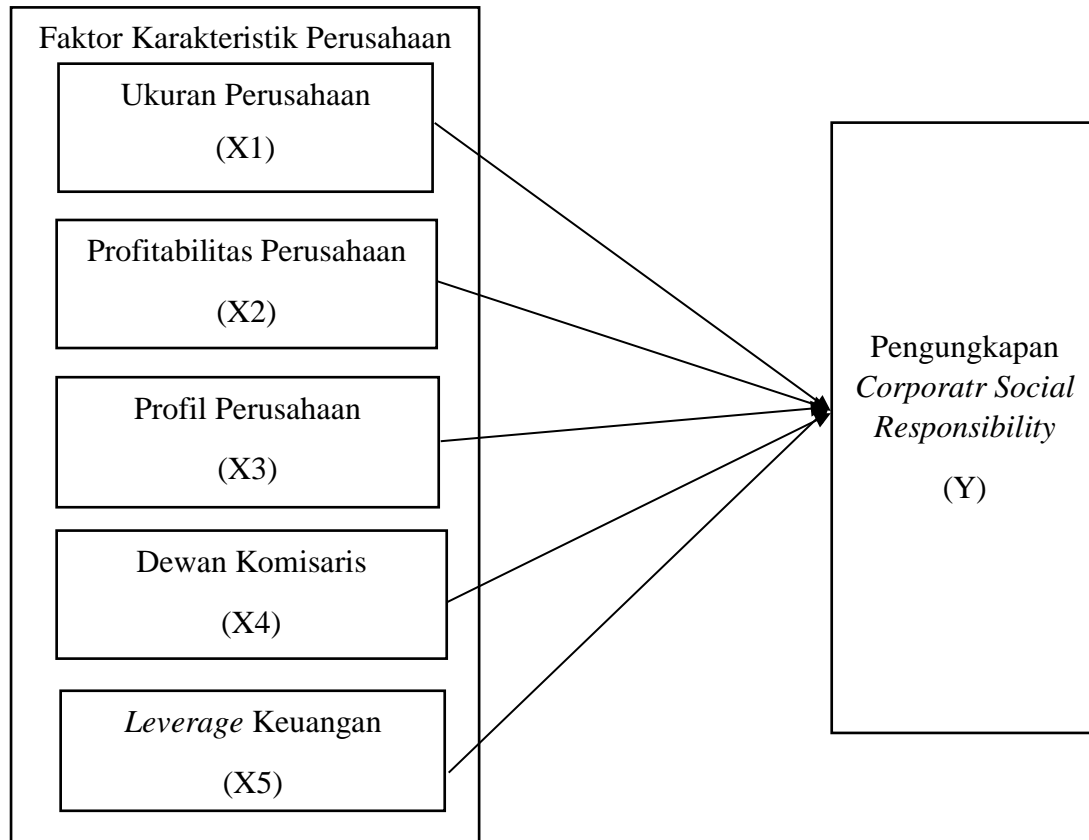 Faktor Karakteristik Perusahaan
Ukuran Perusahaan
(X1)
Profitabilitas Perusahaan
(X2)
Profil Perusahaan
(X3)
Dewan Komisaris
(X4)
Leverage Keuangan
(X5)
Pengungkapan
Corporatr Social
Responsibility
(Y)